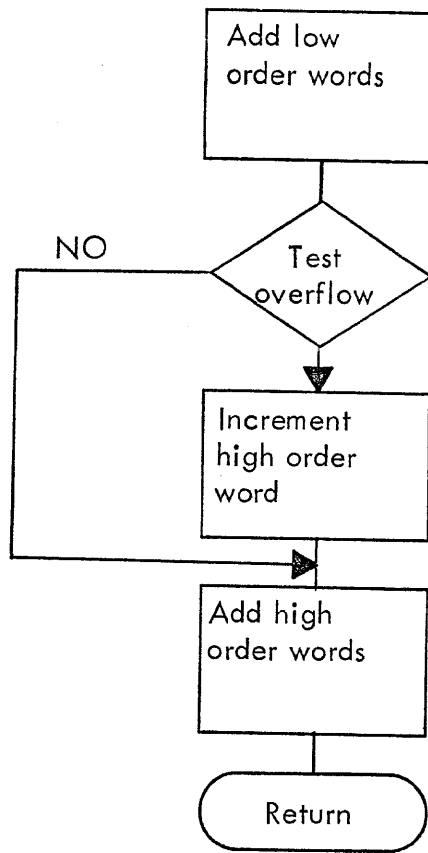 Add low
order words
NO
Test
overflow
Increment
high order
word
Add high
order words
Return